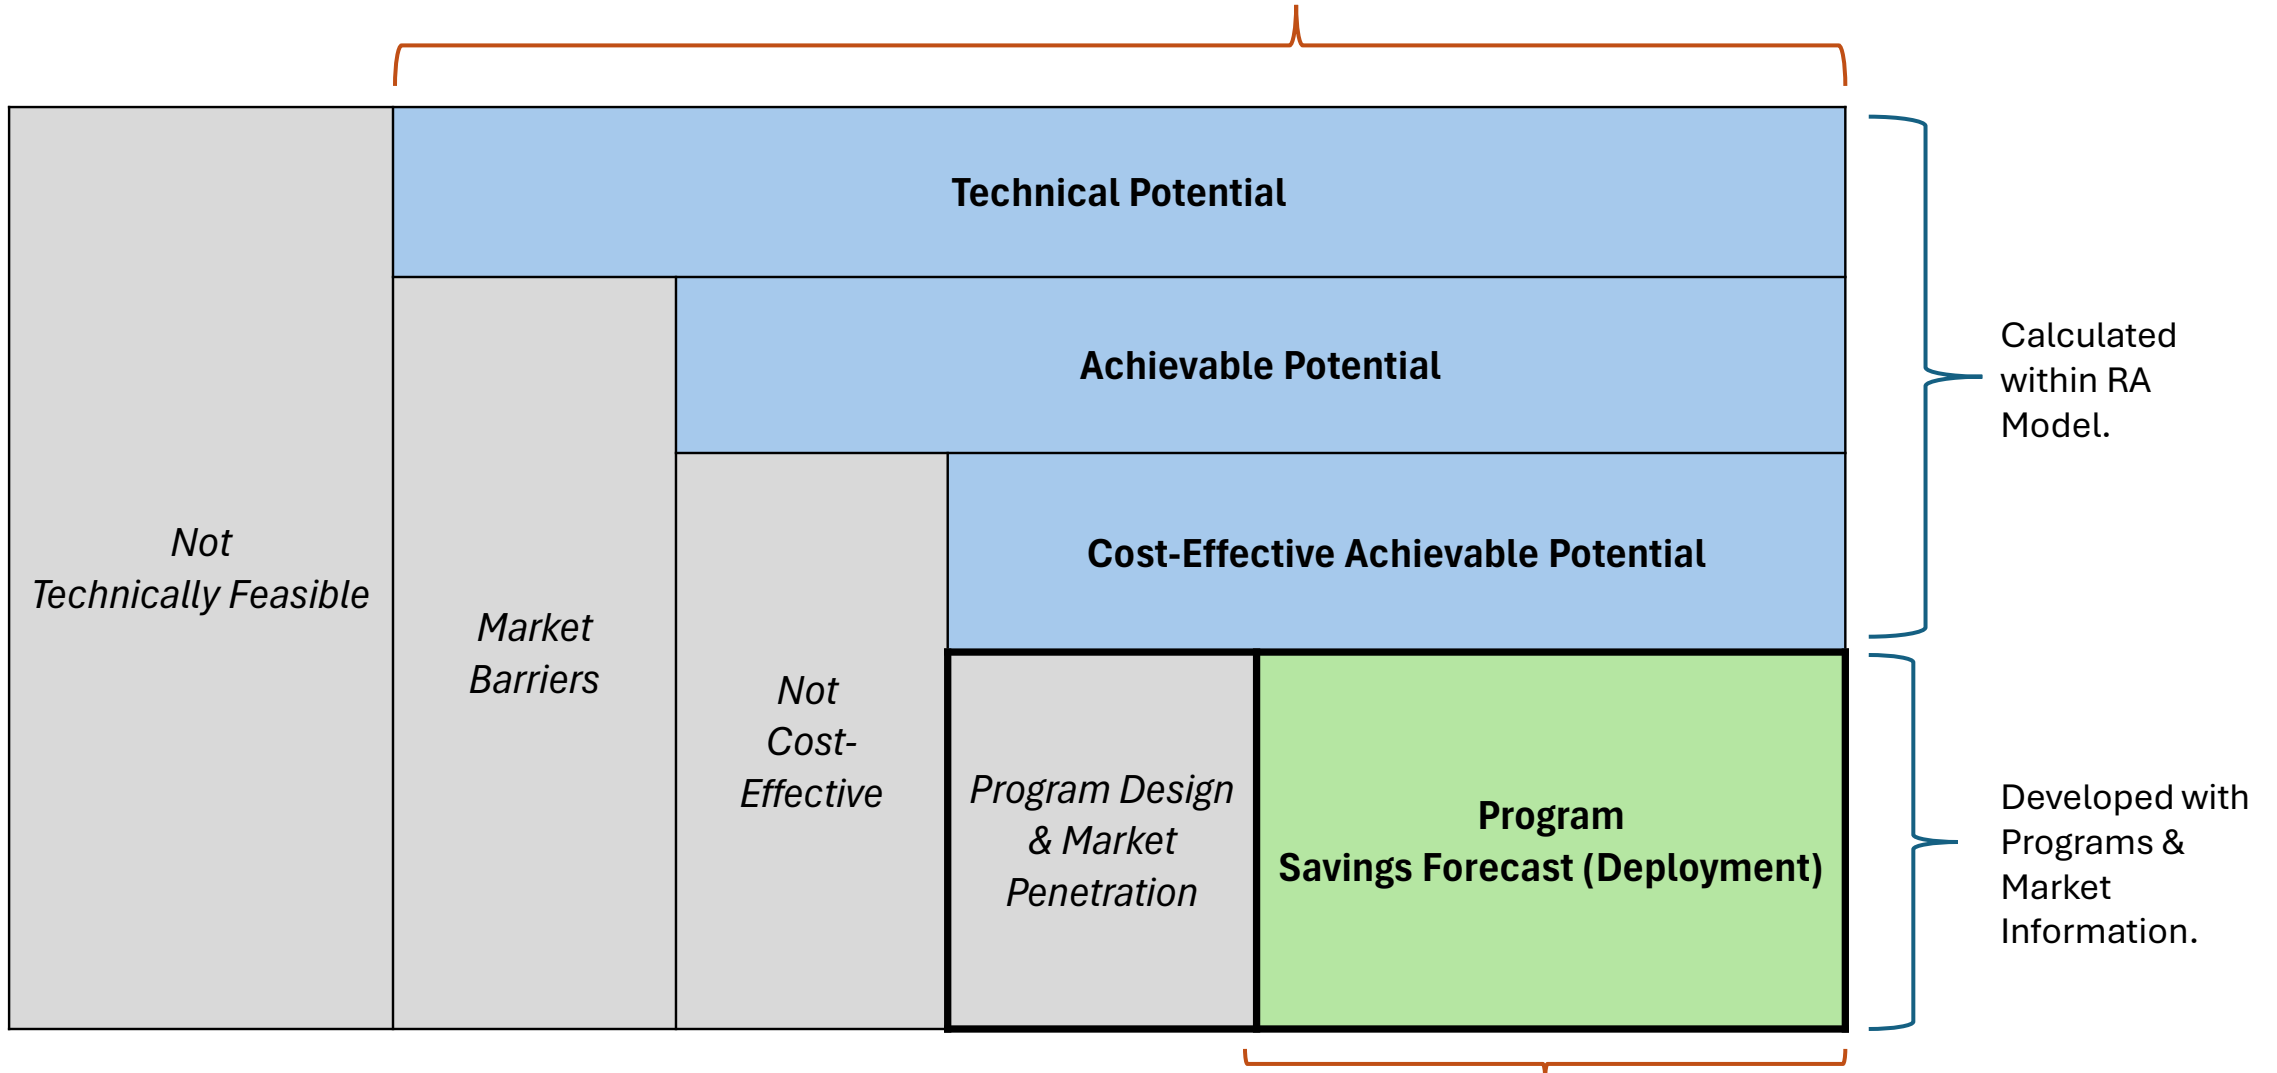 Technical Potential
Achievable Potential
Calculated
within RA
Model.
Cost-Effective Achievable Potential
Not
Technically Feasible
Market
Barriers
Not
Cost-
Effective
Program Design
& Market
Penetration
Program
Savings Forecast (Deployment)
Developed with
Programs &
Market
Information.